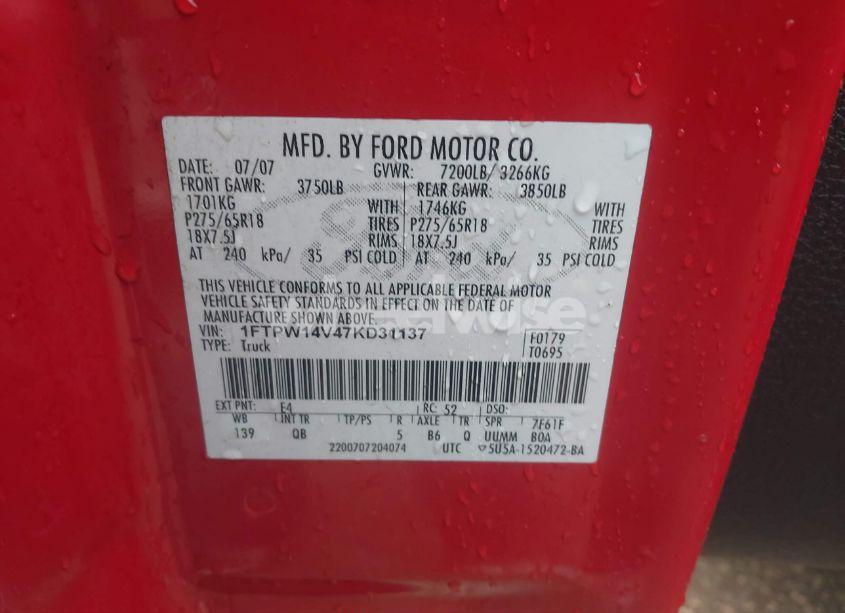 MFD. BY FORD MOTOR CO.
DATE: 07/07 GVWR: 7200LB/ 3266KG
FRONT GAWR: 3750LB REAR GAWR: 3850LB
1701KG WITH 1746KG WITH
P275/65R18 TIRES P275/65R18 TIRES
18X7.5J RIMS 18X7.5J RIMS
AT 240 kPa/ 35 PSI COLD AT 240 kPa/ 35 PSI COLD
THIS VEHICLE CONFORMS TO ALL APPLICABLE FEDERAL MOTOR
VEHICLE SAFETY STANDARDS IN EFFECT ON THE DATE OF
MANUFACTURE SHOWN ABOVE.
VIN: 1FTPW14V47KD31137 F0179
TYPE: Truck T0695
EXT PNT: E4 RC: 52 DSO:
WB INT TR TP/PS R AXLE TR SPR 7F61F
139 QB 5 B6 Q UUMM BOA
2200707204074 UTC ▽5U5A-1520472-BA